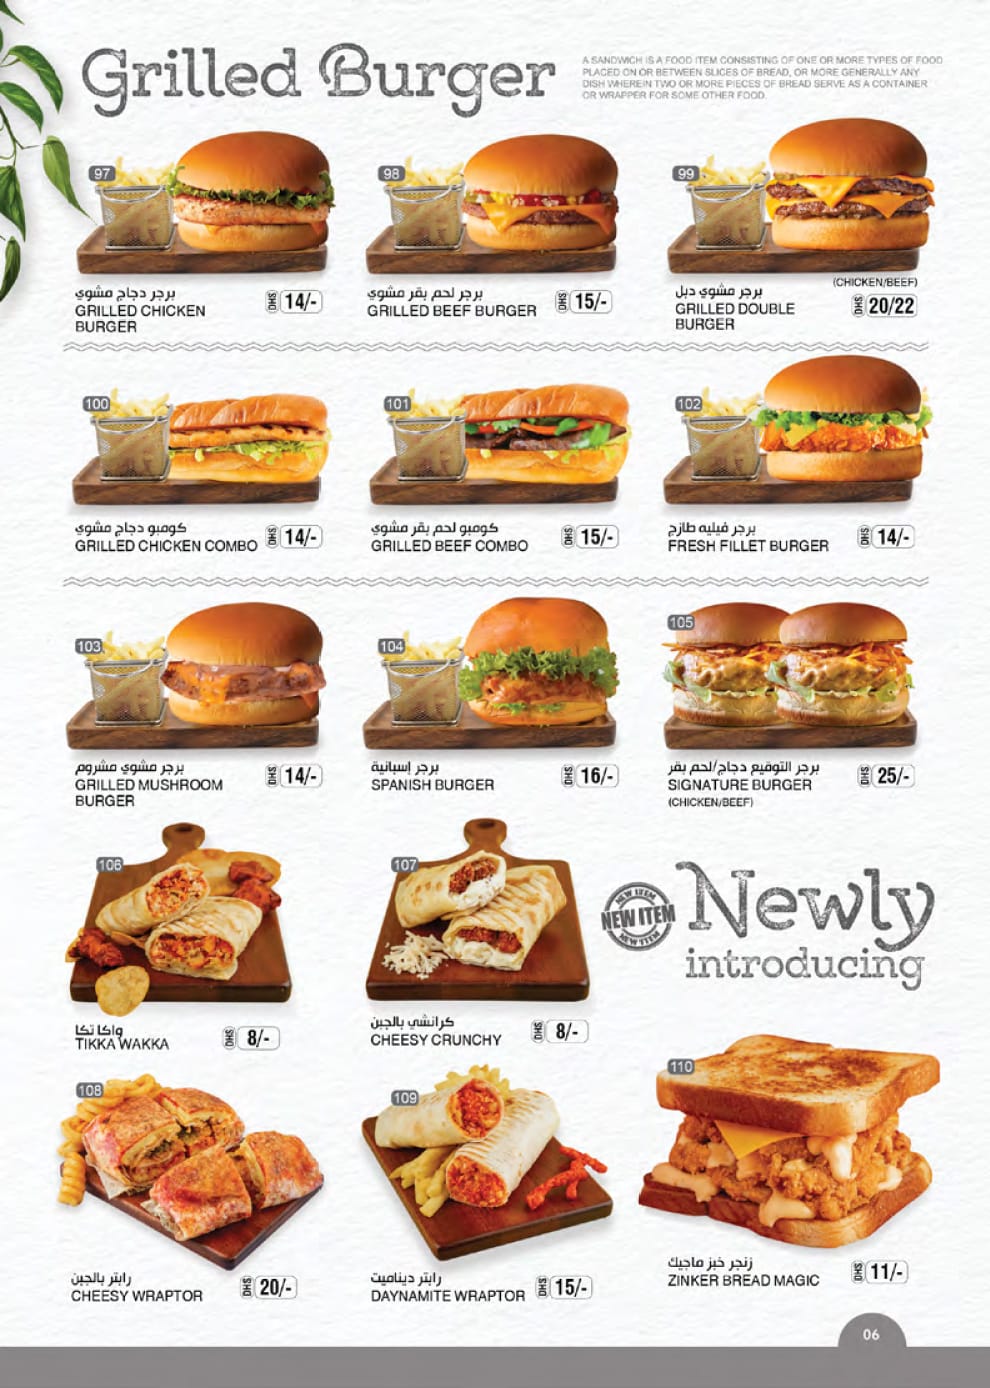 Grilled Burger
A SANDWICH IS A FOOD ITEM CONSISTING OF ONE OR MORE TYPES OF FOOD
PLACED ON OR BETWEEN SLICES OF BREAD, OR MORE GENERALLY ANY
DISH WHEREIN TWO OR MORE PIECES OF BREAD SERVE AS A CONTAINER
OR WRAPPER FOR SOME OTHER FOOD.
97
برجر دجاج مشوي
GRILLED CHICKEN
BURGER
DHS 14/-
98
برجر لحم بقر مشوي
GRILLED BEEF BURGER
DHS 15/-
99
(CHICKEN/BEEF)
برجر مشوي دبل
GRILLED DOUBLE
BURGER
DHS 20/22
100
كومبو دجاج مشوي
GRILLED CHICKEN COMBO
DHS 14/-
101
كومبو لحم بقر مشوي
GRILLED BEEF COMBO
DHS 15/-
102
برجر فيليه طازج
FRESH FILLET BURGER
DHS 14/-
103
برجر مشوي مشروم
GRILLED MUSHROOM
BURGER
DHS 14/-
104
برجر إسبانية
SPANISH BURGER
DHS 16/-
105
برجر التوقيع دجاج/لحم بقر
SIGNATURE BURGER
(CHICKEN/BEEF)
DHS 25/-
106
واكا تكا
TIKKA WAKKA
DHS 8/-
107
كرانشي بالجبن
CHEESY CRUNCHY
DHS 8/-
NEW ITEM
NEW ITEM
NEW ITEM
Newly
introducing
108
رابتر بالجبن
CHEESY WRAPTOR
DHS 20/-
109
رابتر ديناميت
DAYNAMITE WRAPTOR
DHS 15/-
110
زنجر خبز ماجيك
ZINKER BREAD MAGIC
DHS 11/-
06